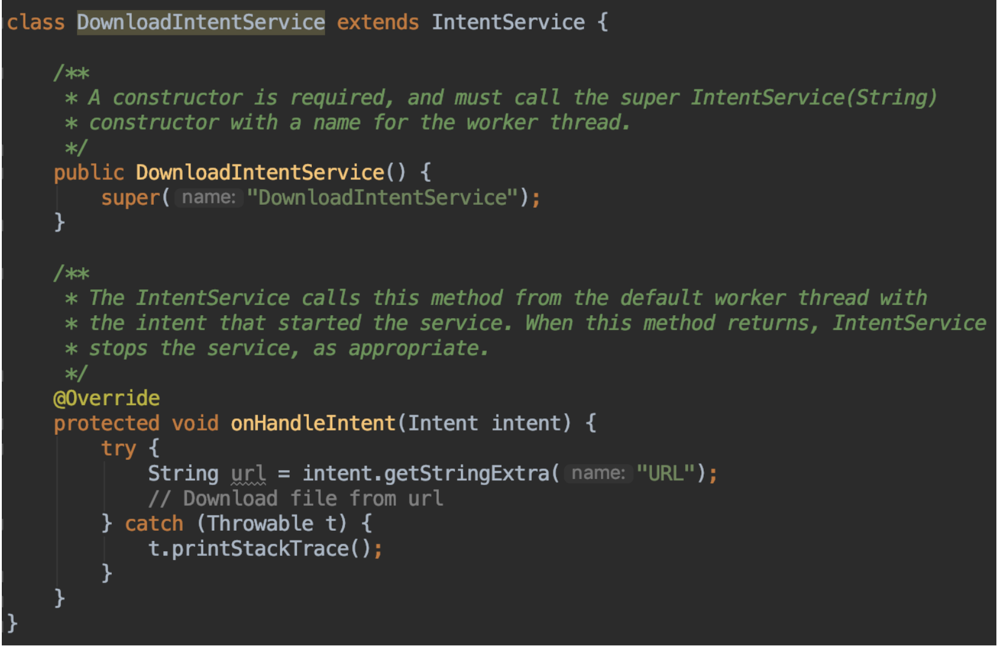 class DownloadIntentService extends IntentService {
/**
* A constructor is required, and must call the super IntentService(String)
* constructor with a name for the worker thread.
*/
public DownloadIntentService() {
super( name: "DownloadIntentService");
}
/**
* The IntentService calls this method from the default worker thread with
* the intent that started the service. When this method returns, IntentService
* stops the service, as appropriate.
*/
@Override
protected void onHandleIntent(Intent intent) {
try {
String url = intent.getStringExtra( name: "URL");
// Download file from url
} catch (Throwable t) {
t.printStackTrace();
}
}
}